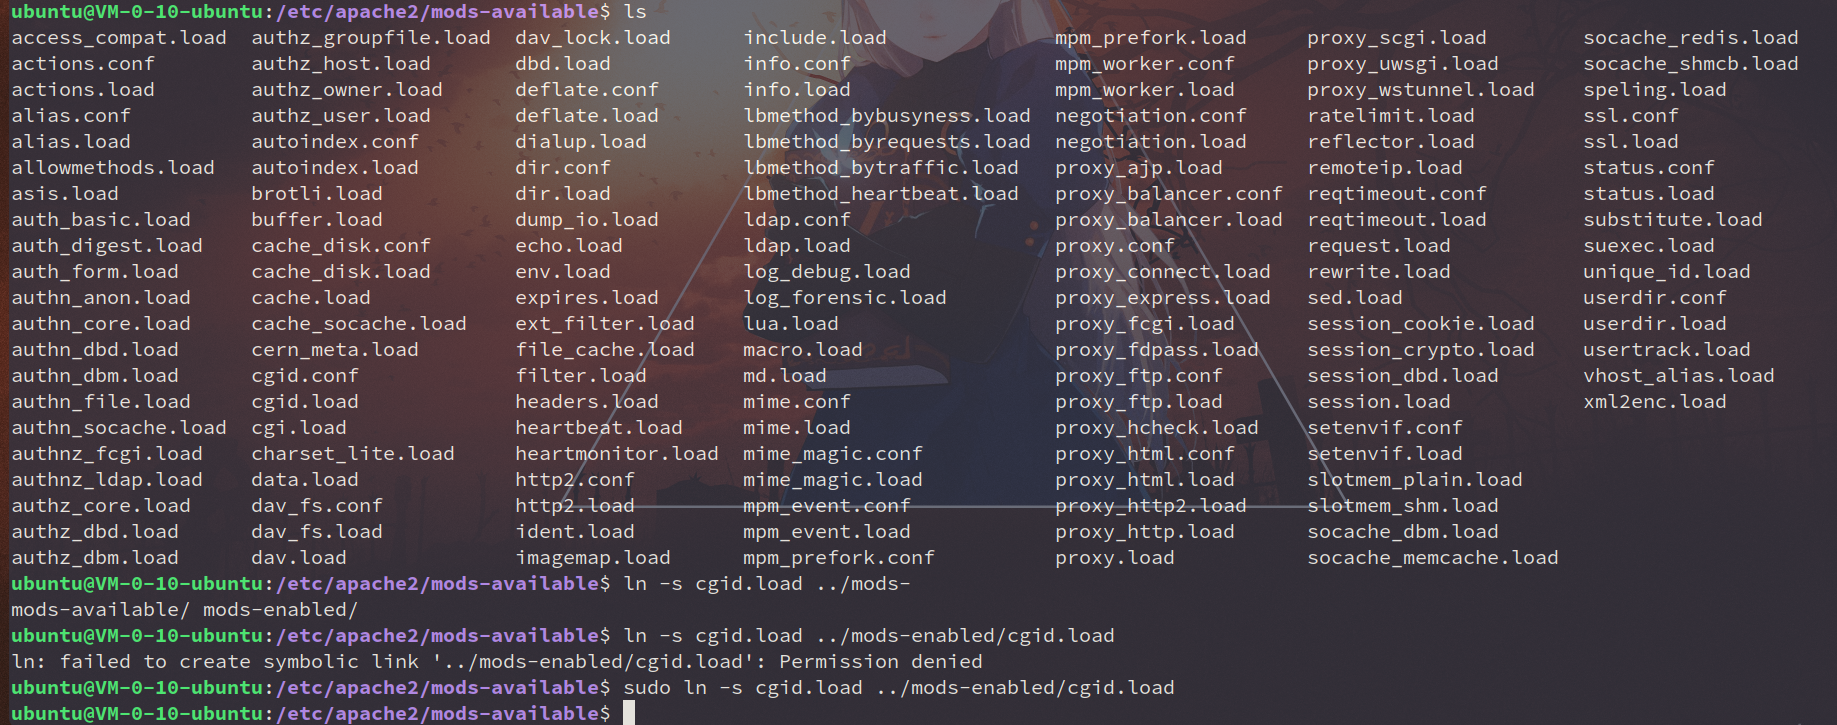 ubuntu@VM-0-10-ubuntu:/etc/apache2/mods-available$ ls
access_compat.load authz_groupfile.load dav_lock.load include.load mpm_prefork.load proxy_scgi.load socache_redis.load
actions.conf authz_host.load dbd.load info.conf mpm_worker.conf proxy_uwsgi.load socache_shmcb.load
actions.load authz_owner.load deflate.conf info.load mpm_worker.load proxy_wstunnel.load speling.load
alias.conf authz_user.load deflate.load lbmethod_bybusyness.load negotiation.conf ratelimit.load ssl.conf
alias.load autoindex.conf dialup.load lbmethod_byrequests.load negotiation.load reflector.load ssl.load
allowmethods.load autoindex.load dir.conf lbmethod_bytraffic.load proxy_ajp.load remoteip.load status.conf
asis.load brotli.load dir.load lbmethod_heartbeat.load proxy_balancer.conf reqtimeout.conf status.load
auth_basic.load buffer.load dump_io.load ldap.conf proxy_balancer.load reqtimeout.load substitute.load
auth_digest.load cache_disk.conf echo.load ldap.load proxy.conf request.load suexec.load
auth_form.load cache_disk.load env.load log_debug.load proxy_connect.load rewrite.load unique_id.load
authn_anon.load cache.load expires.load log_forensic.load proxy_express.load sed.load userdir.conf
authn_core.load cache_socache.load ext_filter.load lua.load proxy_fcgi.load session_cookie.load userdir.load
authn_dbd.load cern_meta.load file_cache.load macro.load proxy_fdpass.load session_crypto.load usertrack.load
authn_dbm.load cgid.conf filter.load md.load proxy_ftp.conf session_dbd.load vhost_alias.load
authn_file.load cgid.load headers.load mime.conf proxy_ftp.load session.load xml2enc.load
authn_socache.load cgi.load heartbeat.load mime.load proxy_hcheck.load setenvif.conf
authnz_fcgi.load charset_lite.load heartmonitor.load mime_magic.conf proxy_html.conf setenvif.load
authnz_ldap.load data.load http2.conf mime_magic.load proxy_html.load slotmem_plain.load
authz_core.load dav_fs.conf http2.load mpm_event.conf proxy_http2.load slotmem_shm.load
authz_dbd.load dav_fs.load ident.load mpm_event.load proxy_http.load socache_dbm.load
authz_dbm.load dav.load imagemap.load mpm_prefork.conf proxy.load socache_memcache.load
ubuntu@VM-0-10-ubuntu:/etc/apache2/mods-available$ ln -s cgid.load ../mods-
mods-available/ mods-enabled/
ubuntu@VM-0-10-ubuntu:/etc/apache2/mods-available$ ln -s cgid.load ../mods-enabled/cgid.load
ln: failed to create symbolic link '../mods-enabled/cgid.load': Permission denied
ubuntu@VM-0-10-ubuntu:/etc/apache2/mods-available$ sudo ln -s cgid.load ../mods-enabled/cgid.load
ubuntu@VM-0-10-ubuntu:/etc/apache2/mods-available$